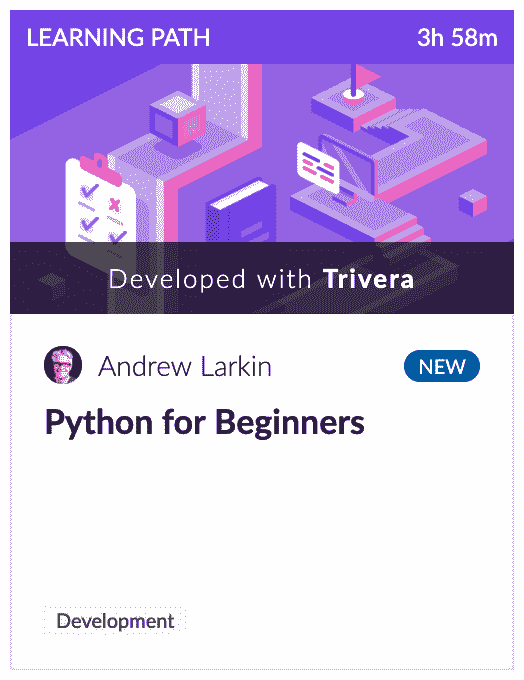 LEARNING PATH 3h 58m
Developed with Trivera
Andrew Larkin NEW
Python for Beginners
Development